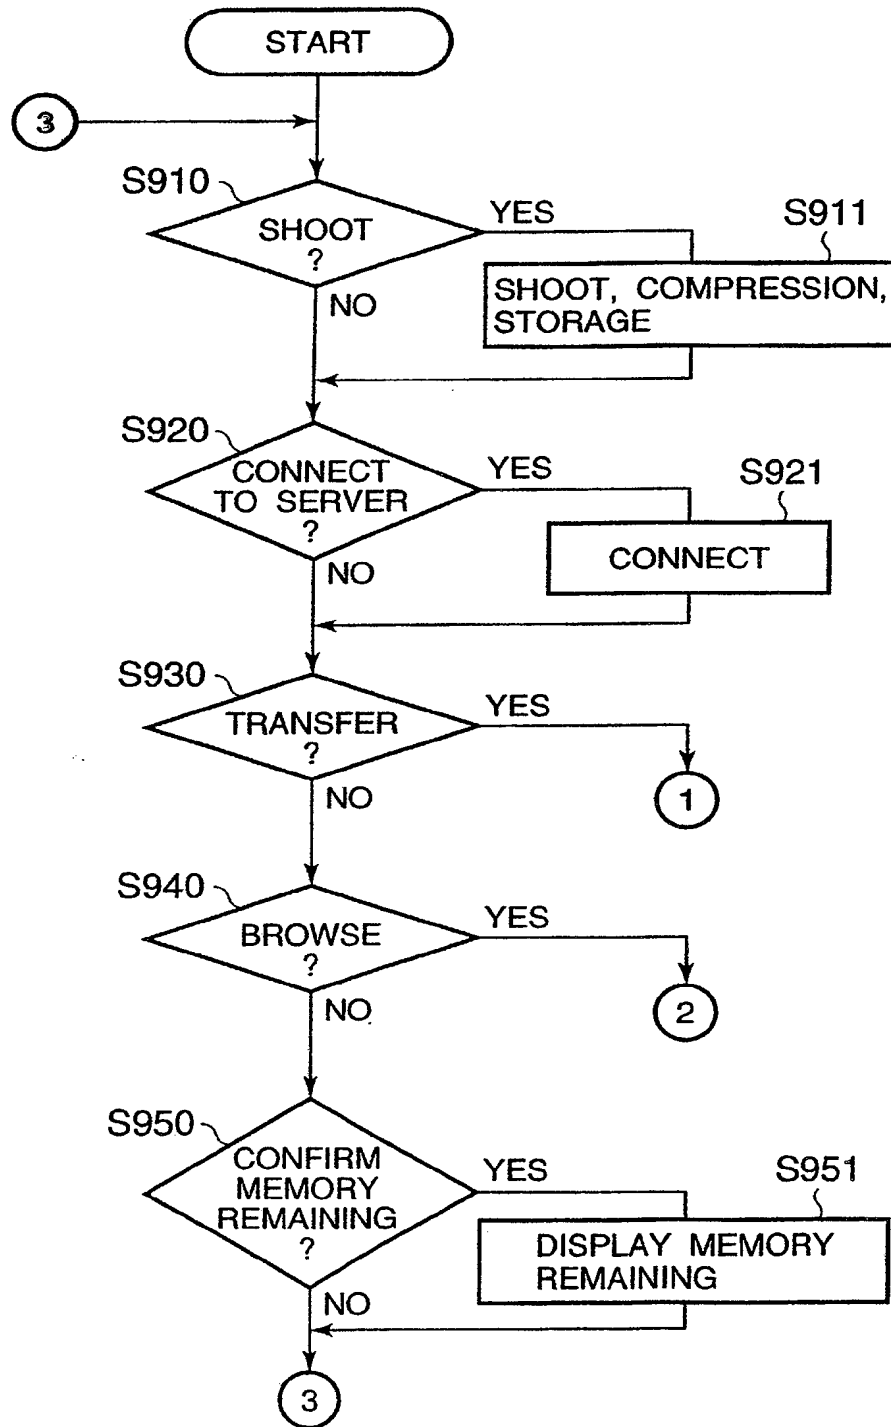 START
3
S910
SHOOT
?
YES
NO
S911
SHOOT, COMPRESSION,
STORAGE
S920
CONNECT
TO SERVER
?
YES
NO
S921
CONNECT
S930
TRANSFER
?
YES
NO
1
S940
BROWSE
?
YES
NO
2
S950
CONFIRM
MEMORY
REMAINING
?
YES
NO
S951
DISPLAY MEMORY
REMAINING
3